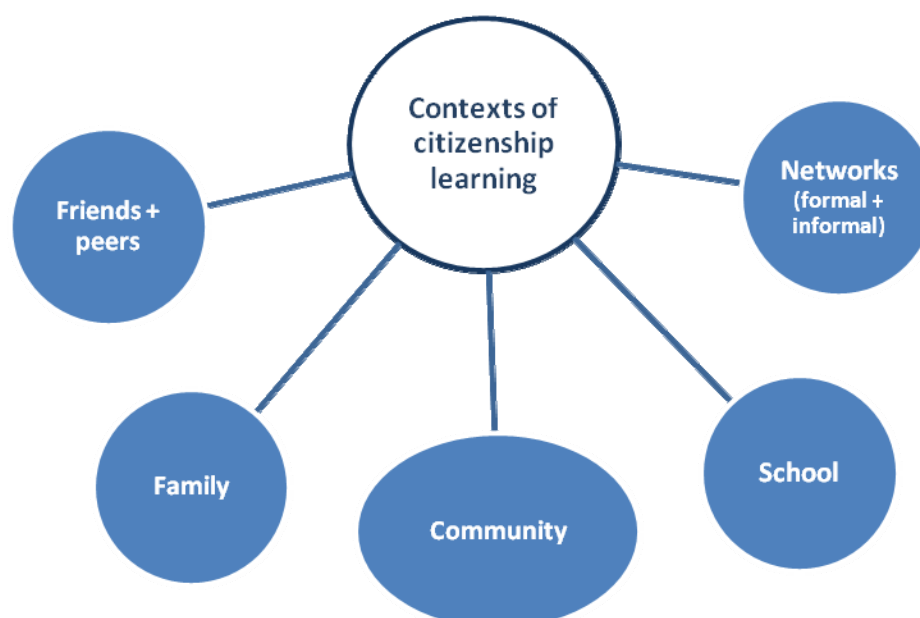 Contexts of
citizenship
learning
Friends +
peers
Networks
(formal +
informal)
Family
Community
School